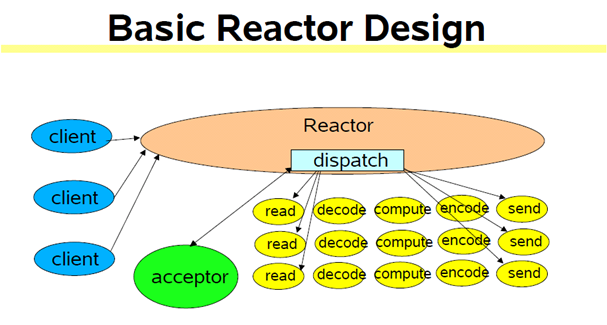 Basic Reactor Design
Reactor
dispatch
client
client
client
acceptor
read decode compute encode send
read decode compute encode send
read decode compute encode send